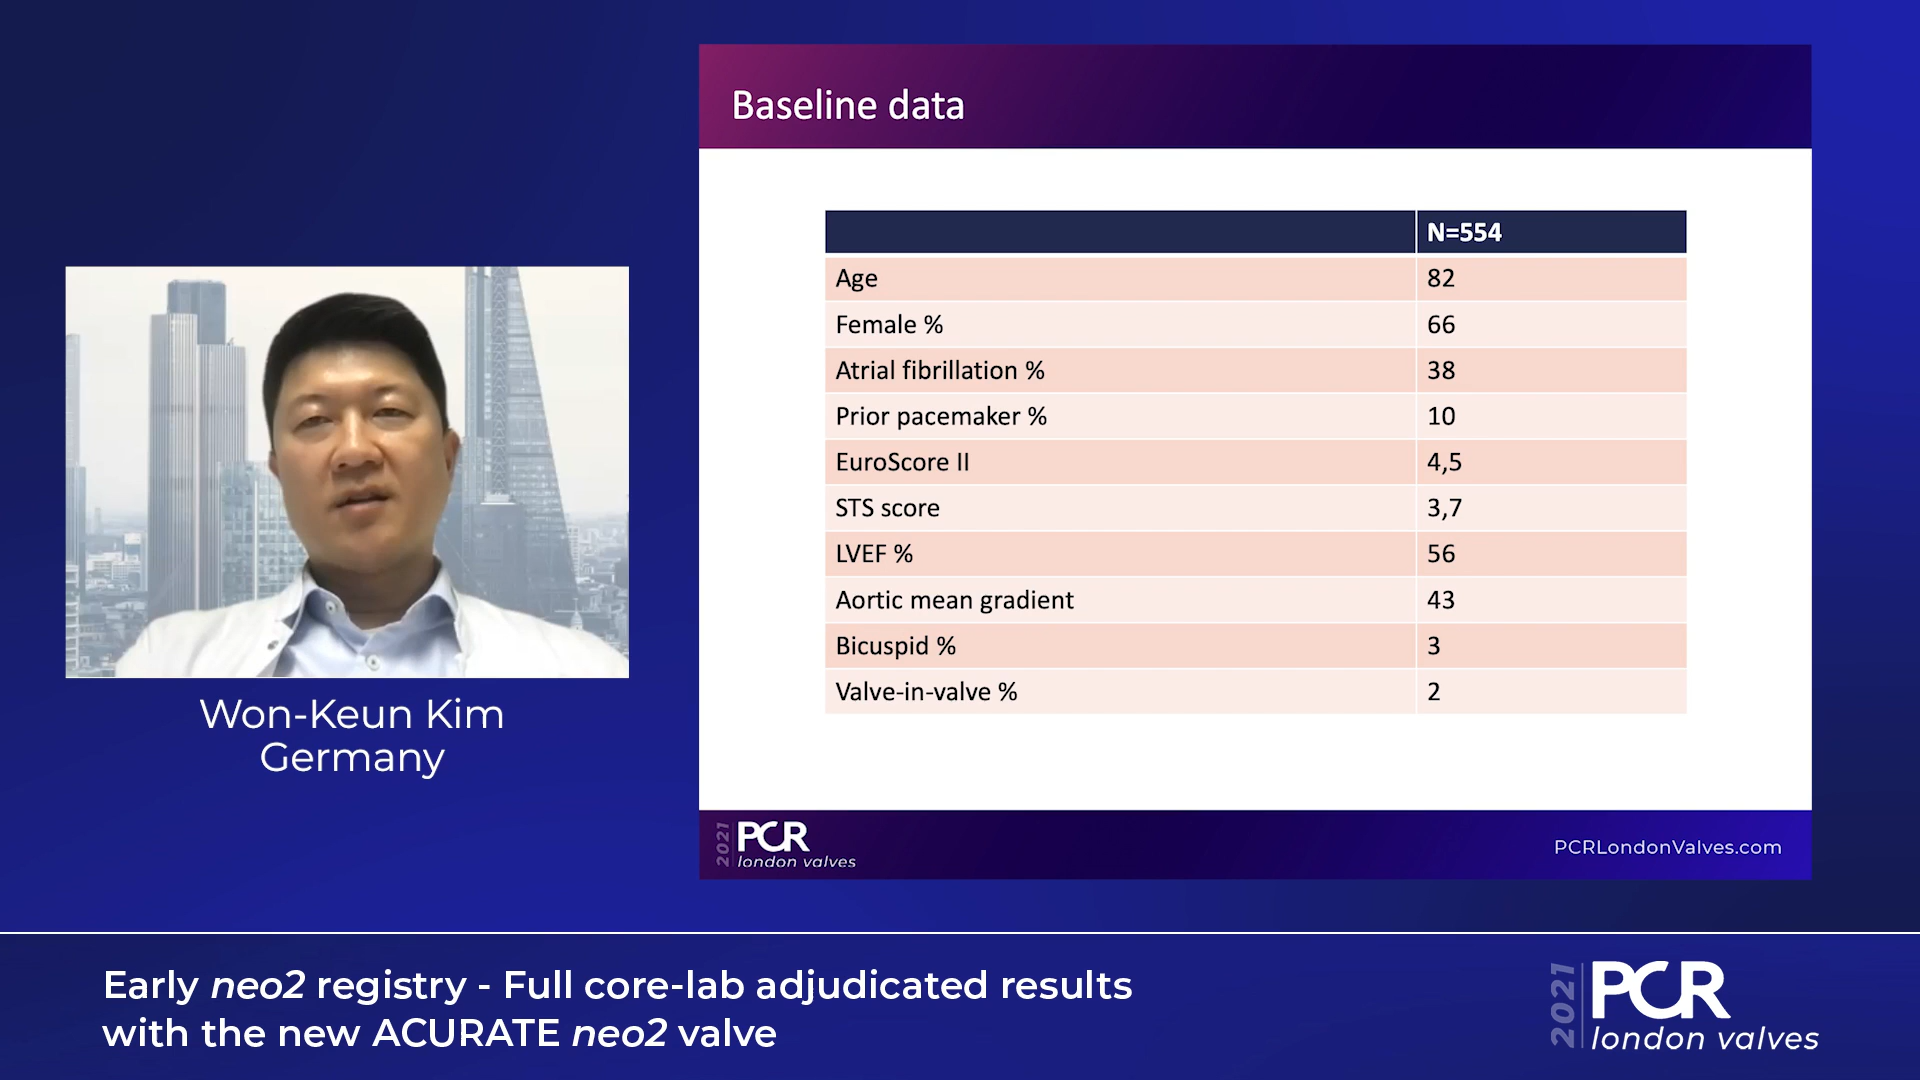 Baseline data
N=554
Age 82
Female % 66
Atrial fibrillation % 38
Prior pacemaker % 10
EuroScore II 4,5
STS score 3,7
LVEF % 56
Aortic mean gradient 43
Bicuspid % 3
Valve-in-valve % 2
Won-Keun Kim
Germany
2021 PCR
london valves
PCRLondonValves.com
Early neo2 registry - Full core-lab adjudicated results
with the new ACURATE neo2 valve
2021 PCR
london valves